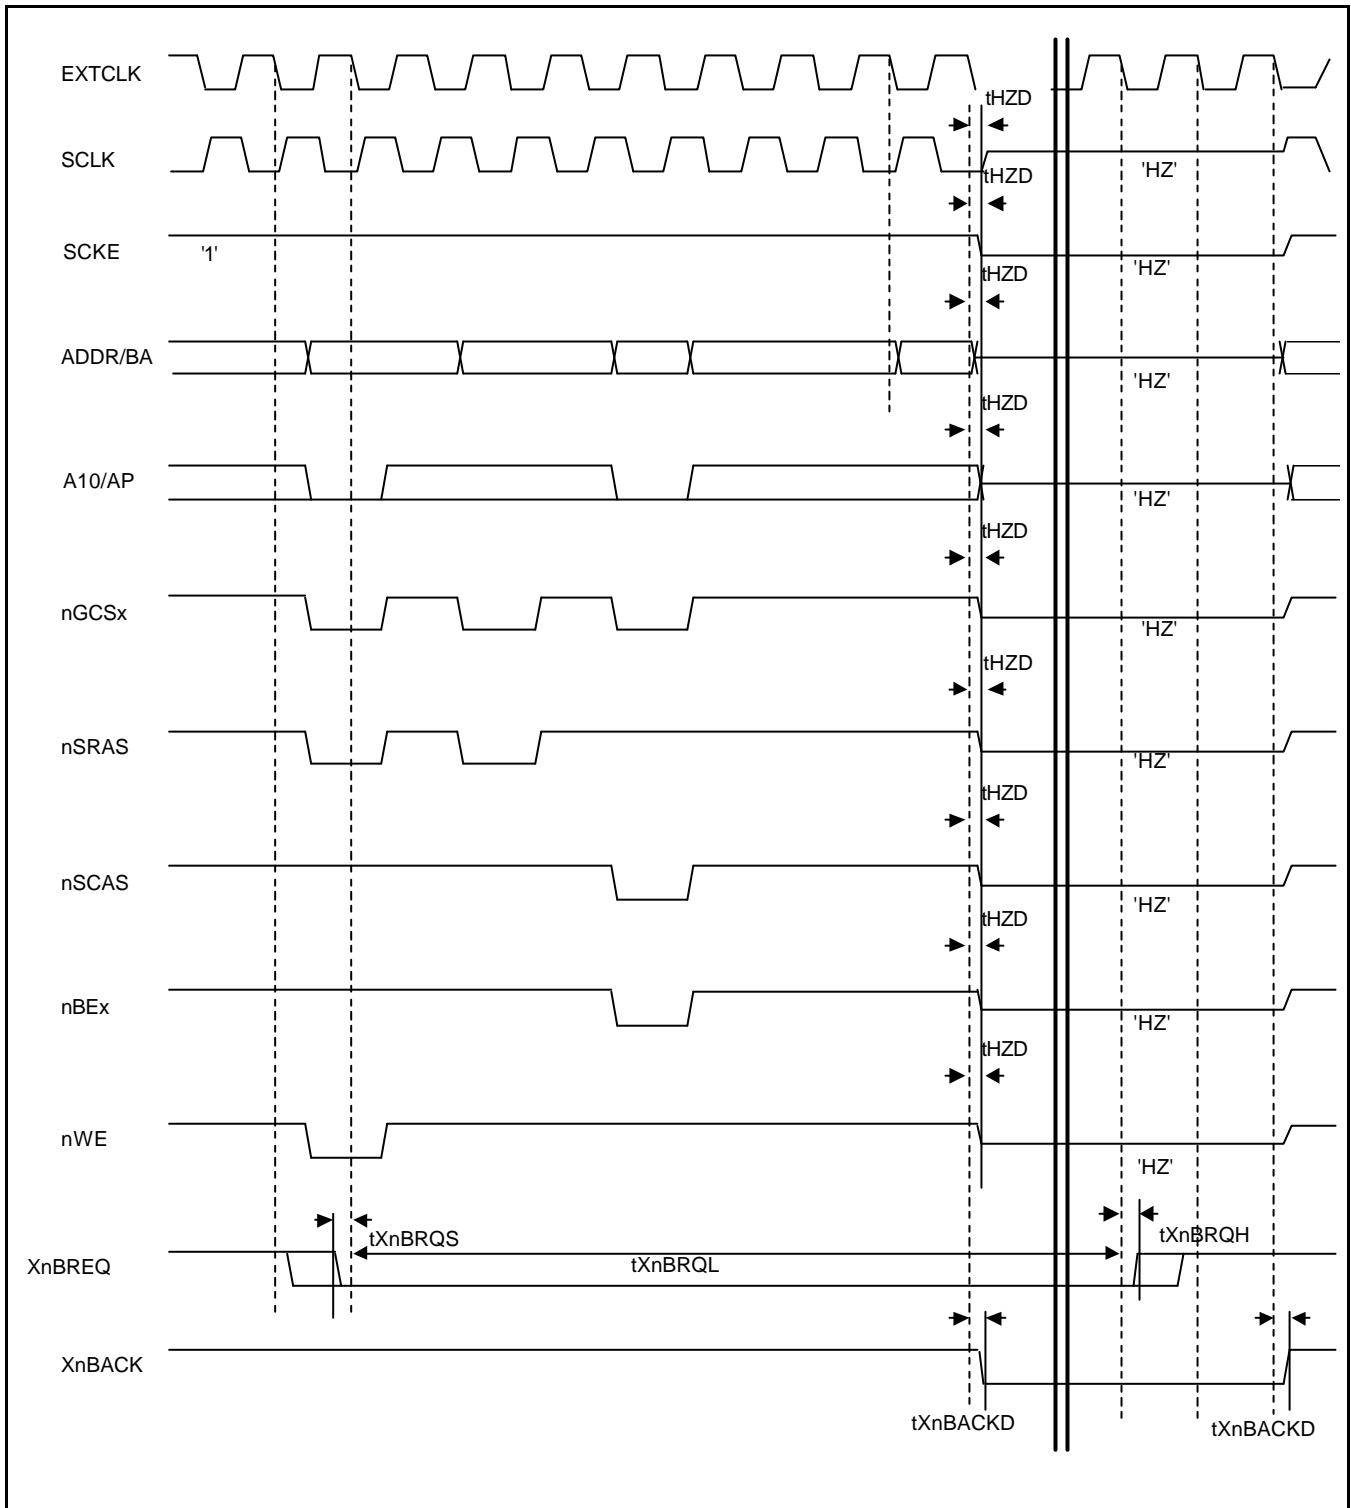 EXTCLK
tHZD
SCLK
'HZ'
tHZD
SCKE
'1'
'HZ'
tHZD
ADDR/BA
'HZ'
tHZD
A10/AP
'HZ'
tHZD
nGCSx
'HZ'
tHZD
nSRAS
'HZ'
tHZD
nSCAS
'HZ'
tHZD
nBEx
'HZ'
tHZD
nWE
'HZ'
tXnBRQS
tXnBRQH
XnBREQ
tXnBRQL
XnBACK
tXnBACKD
tXnBACKD